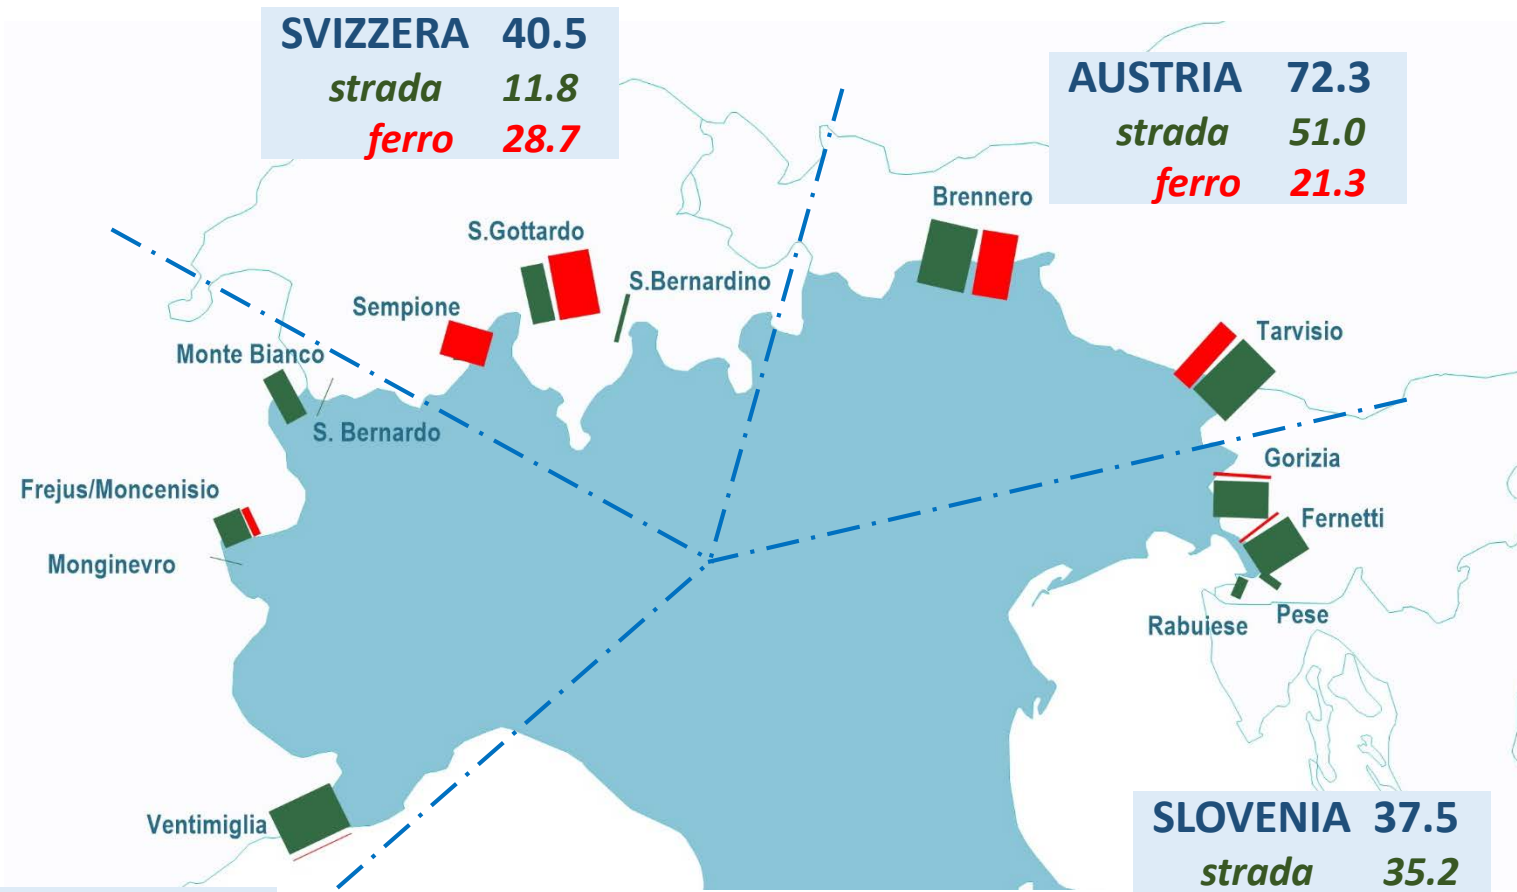 SVIZZERA 40.5
strada 11.8
ferro 28.7
AUSTRIA 72.3
strada 51.0
ferro 21.3
Brennero
S.Gottardo
S.Bernardino
Sempione
Tarvisio
Monte Bianco
S. Bernardo
Gorizia
Frejus/Moncenisio
Fernetti
Monginevro
Pese
Rabuiese
Ventimiglia
SLOVENIA 37.5
strada 35.2